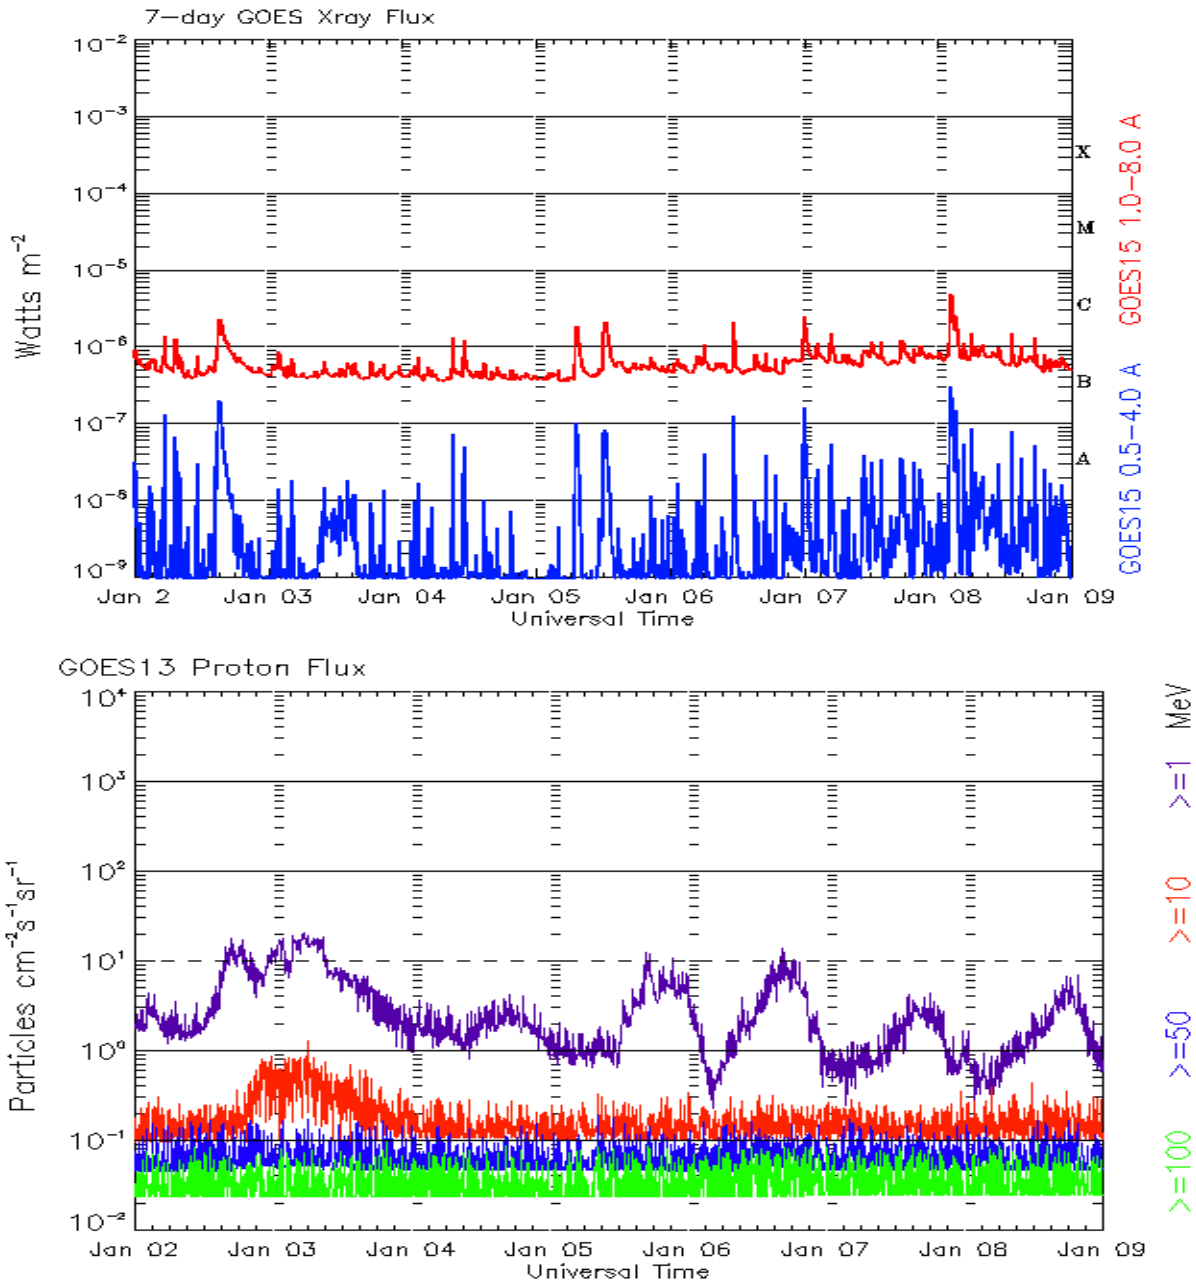 7-day GOES Xray Flux
10⁻²
10⁻³
10⁻⁴
10⁻⁵
10⁻⁶
10⁻⁷
10⁻⁸
10⁻⁹
Watts m⁻²
X
M
C
B
A
GOES15 1.0-8.0 A
GOES15 0.5-4.0 A
Jan 2 Jan 03 Jan 04 Jan 05 Jan 06 Jan 07 Jan 08 Jan 09
Universal Time
GOES13 Proton Flux
10⁴
10³
10²
10¹
10⁰
10⁻¹
10⁻²
Particles cm⁻²s⁻¹sr⁻¹
MeV
>=1
>=10
>=50
>=100
Jan 02 Jan 03 Jan 04 Jan 05 Jan 06 Jan 07 Jan 08 Jan 09
Universal Time